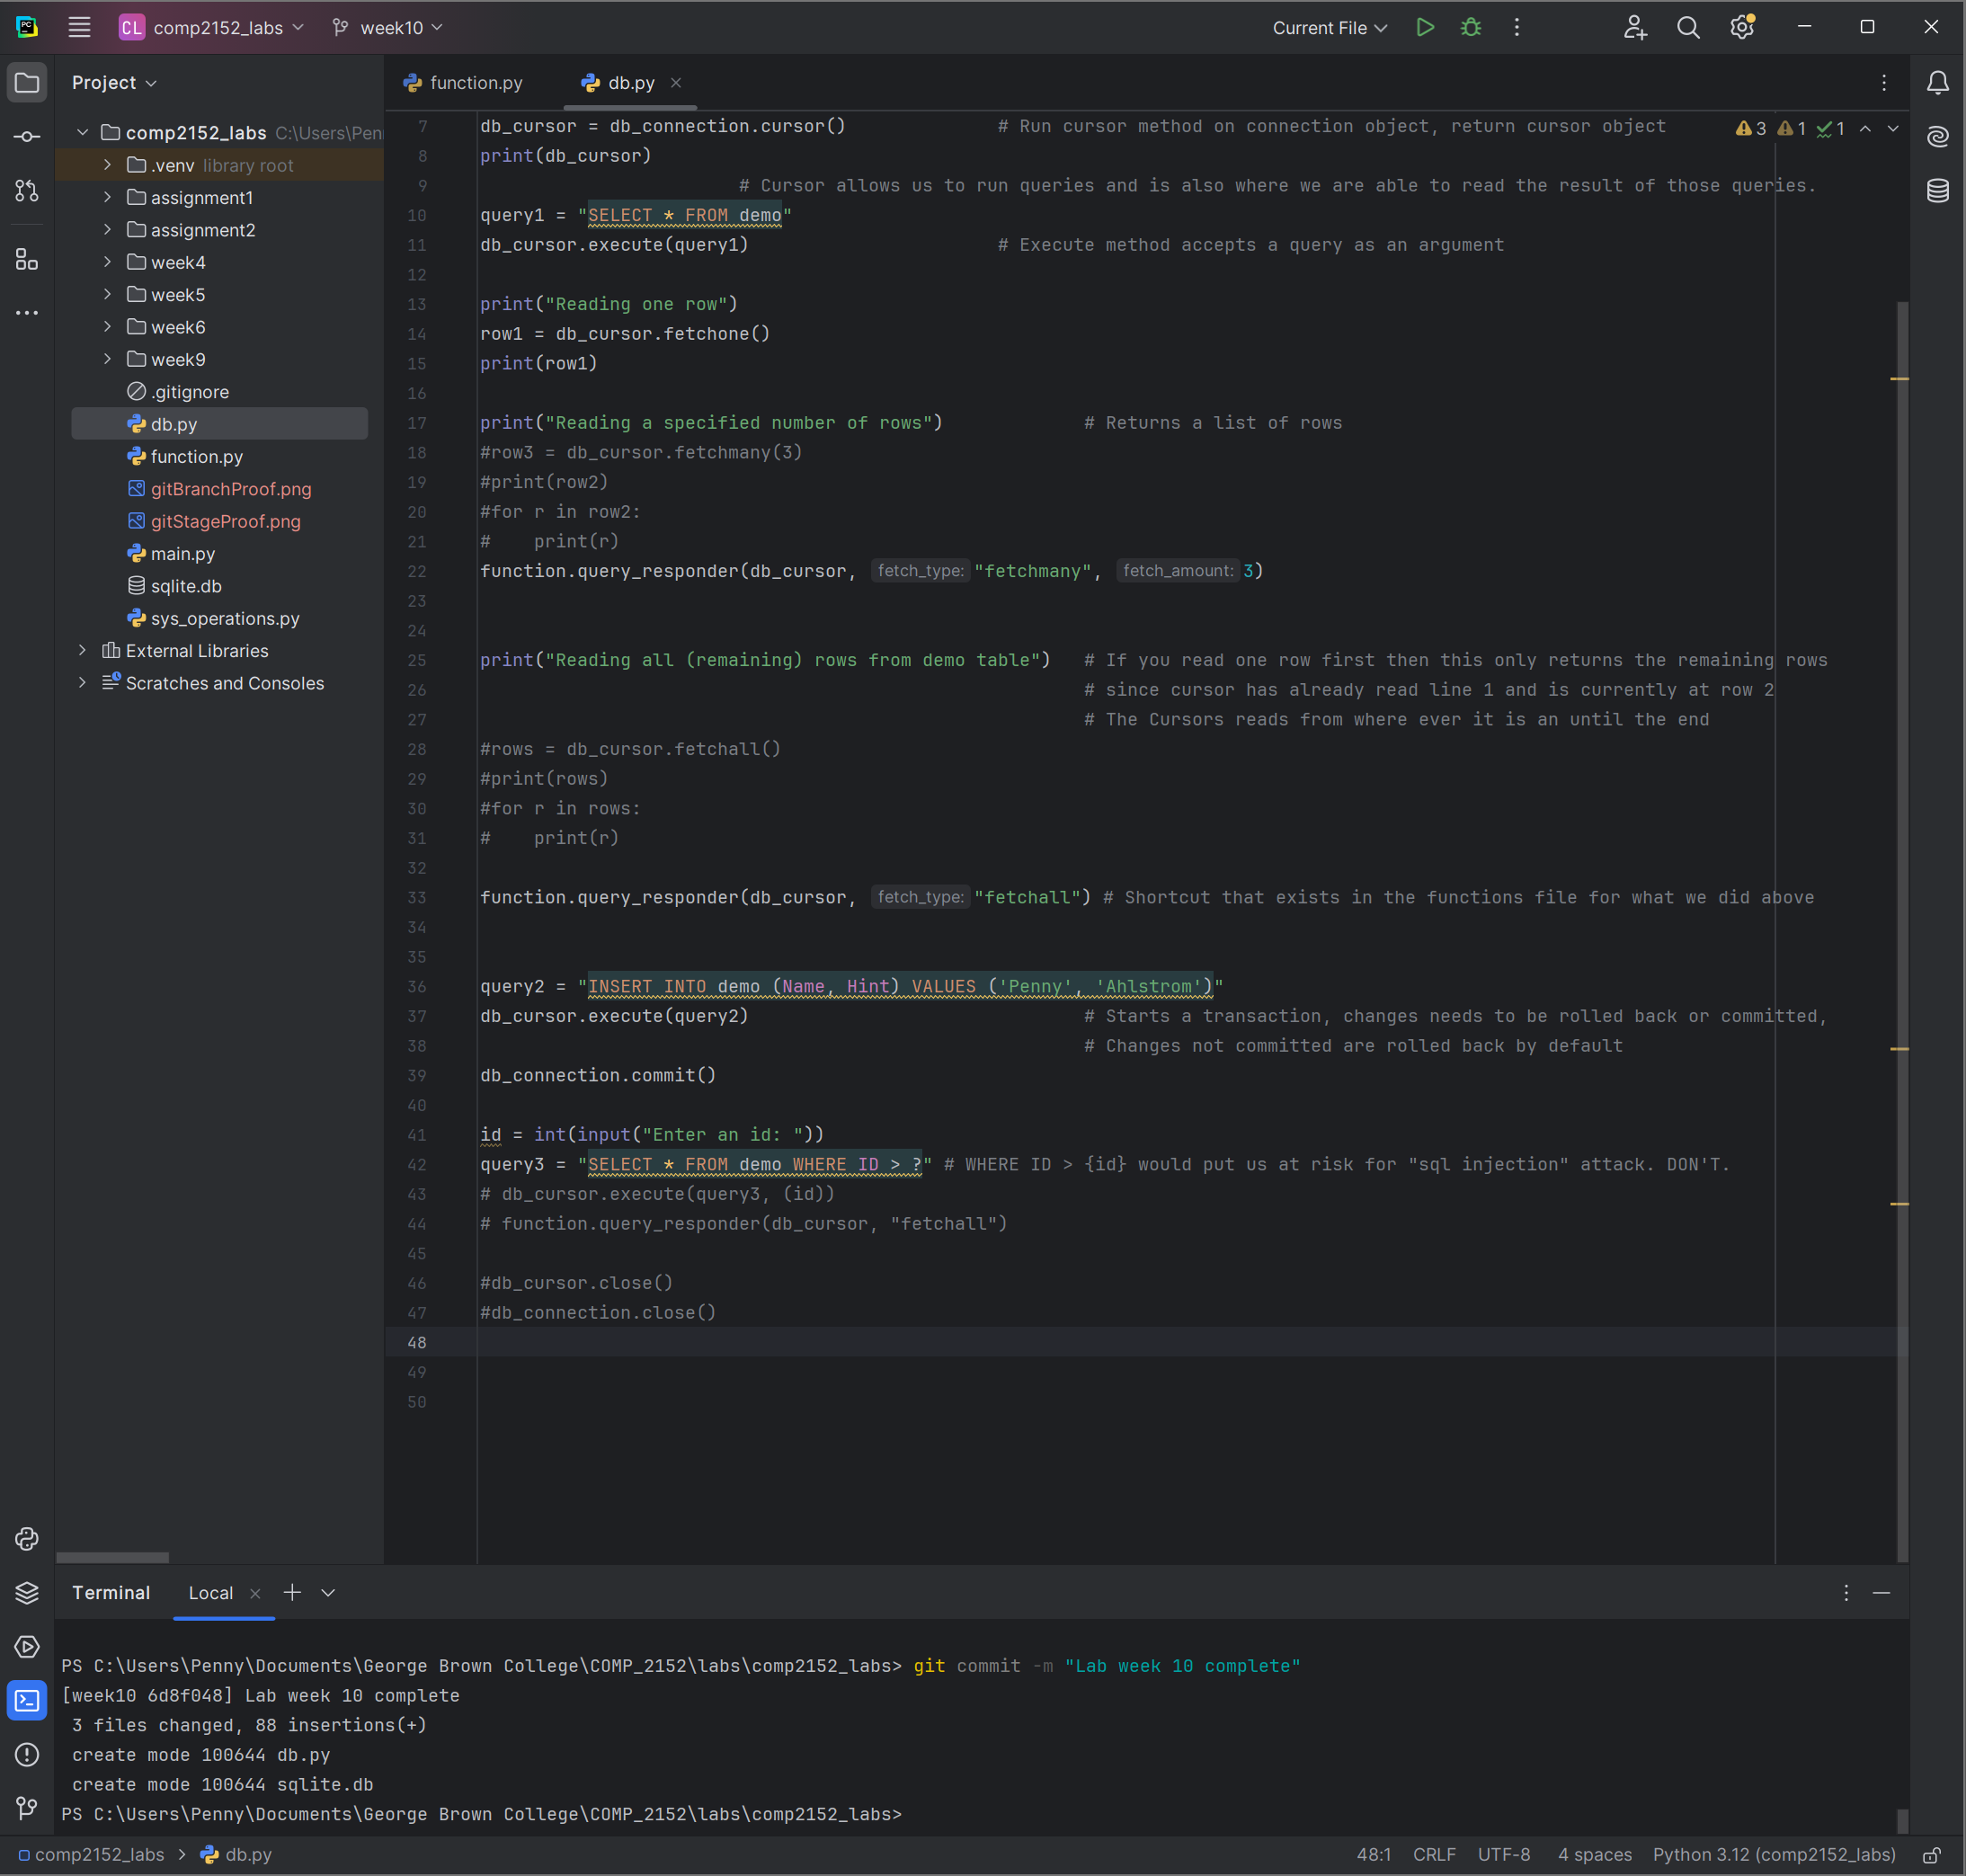 PC
CL comp2152_labs week10 Current File
Project
function.py db.py
comp2152_labs C:\Users\Pen
.venv library root
assignment1
assignment2
week4
week5
week6
week9
.gitignore
db.py
function.py
gitBranchProof.png
gitStageProof.png
main.py
sqlite.db
sys_operations.py
External Libraries
Scratches and Consoles
3 1 1
7 db_cursor = db_connection.cursor() # Run cursor method on connection object, return cursor object
8 print(db_cursor)
9 # Cursor allows us to run queries and is also where we are able to read the result of those queries.
10 query1 = "SELECT * FROM demo"
11 db_cursor.execute(query1) # Execute method accepts a query as an argument
12
13 print("Reading one row")
14 row1 = db_cursor.fetchone()
15 print(row1)
16
17 print("Reading a specified number of rows") # Returns a list of rows
18 #row3 = db_cursor.fetchmany(3)
19 #print(row2)
20 #for r in row2:
21 #    print(r)
22 function.query_responder(db_cursor, fetch_type: "fetchmany", fetch_amount: 3)
23
24
25 print("Reading all (remaining) rows from demo table") # If you read one row first then this only returns the remaining rows
26 # since cursor has already read line 1 and is currently at row 2
27 # The Cursors reads from where ever it is an until the end
28 #rows = db_cursor.fetchall()
29 #print(rows)
30 #for r in rows:
31 #    print(r)
32
33 function.query_responder(db_cursor, fetch_type: "fetchall") # Shortcut that exists in the functions file for what we did above
34
35
36 query2 = "INSERT INTO demo (Name, Hint) VALUES ('Penny', 'Ahlstrom')"
37 db_cursor.execute(query2) # Starts a transaction, changes needs to be rolled back or committed,
38 # Changes not committed are rolled back by default
39 db_connection.commit()
40
41 id = int(input("Enter an id: "))
42 query3 = "SELECT * FROM demo WHERE ID > ?" # WHERE ID > {id} would put us at risk for "sql injection" attack. DON'T.
43 # db_cursor.execute(query3, (id))
44 # function.query_responder(db_cursor, "fetchall")
45
46 #db_cursor.close()
47 #db_connection.close()
48
49
50
Terminal Local
PS C:\Users\Penny\Documents\George Brown College\COMP_2152\labs\comp2152_labs> git commit -m "Lab week 10 complete"
[week10 6d8f048] Lab week 10 complete
3 files changed, 88 insertions(+)
create mode 100644 db.py
create mode 100644 sqlite.db
PS C:\Users\Penny\Documents\George Brown College\COMP_2152\labs\comp2152_labs>
comp2152_labs > db.py 48:1 CRLF UTF-8 4 spaces Python 3.12 (comp2152_labs)